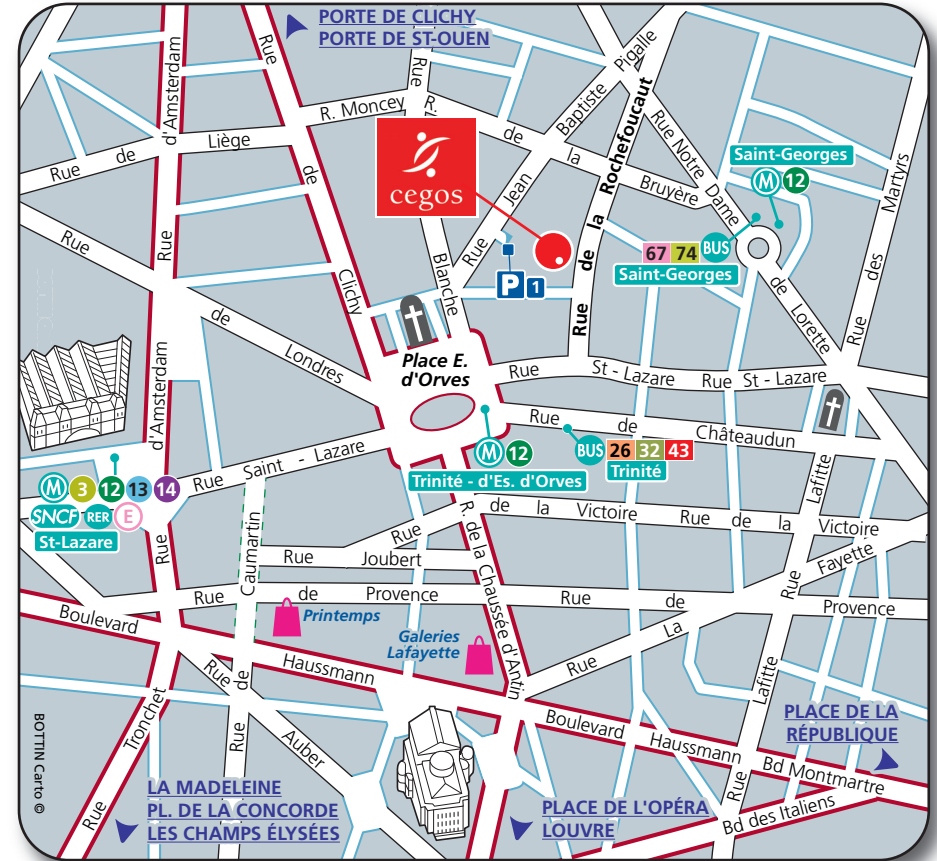 PORTE DE CLICHY
PORTE DE ST-OUEN
Rue d'Amsterdam
Rue de Clichy
Rue
R. Moncey
R.
de la Bruyère
Rue de Liège
Rue Jean Baptiste Pigalle
Rue de la Rochefoucaut
Rue Notre Dame de Lorette
Saint-Georges
M 12
Rue des Martyrs
cegos
67 74 BUS
Saint-Georges
P 1
Blanche
Rue de Londres
Place E.
d'Orves
Rue St - Lazare Rue St - Lazare
Rue de Châteaudun
M 12
Trinité - d'Es. d'Orves
BUS 26 32 43
Trinité
d'Amsterdam
Rue Saint - Lazare
M 3 12 13 14
SNCF RER E
St-Lazare
Rue
Rue de la Victoire Rue de la Victoire
R. de la Chaussée d'Antin
Rue Joubert
Rue de Caumartin
Rue de Provence Rue de Provence
Rue La Fayette
Rue Lafitte
Lafitte
Rue
Printemps
Galeries
Lafayette
Boulevard Haussmann
Boulevard Haussmann
Bd Montmartre
Bd des Italiens
Rue Tronchet
Rue Auber
PLACE DE LA
RÉPUBLIQUE
LA MADELEINE
PL. DE LA CONCORDE
LES CHAMPS ÉLYSÉES
PLACE DE L'OPÉRA
LOUVRE
BOTTIN Carto ©